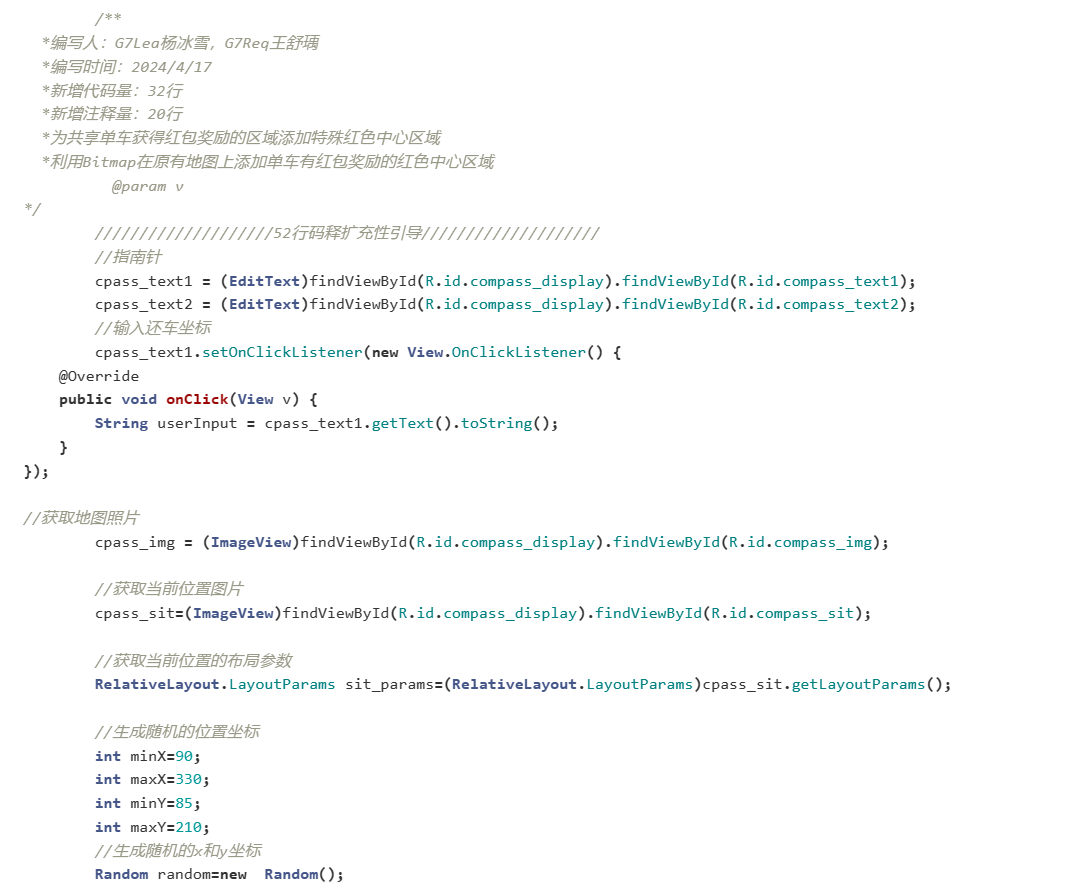 /**
*编写人：G7Lea杨冰雪，G7Req王舒瑀
*编写时间：2024/4/17
*新增代码量：32行
*新增注释量：20行
*为共享单车获得红包奖励的区域添加特殊红色中心区域
*利用Bitmap在原有地图上添加单车有红包奖励的红色中心区域
@param v
*/
////////////////////52行码释扩充性引导////////////////////
//指南针
cpass_text1 = (EditText)findViewById(R.id.compass_display).findViewById(R.id.compass_text1);
cpass_text2 = (EditText)findViewById(R.id.compass_display).findViewById(R.id.compass_text2);
//输入还车坐标
cpass_text1.setOnClickListener(new View.OnClickListener() {
@Override
public void onClick(View v) {
String userInput = cpass_text1.getText().toString();
}
});
//获取地图照片
cpass_img = (ImageView)findViewById(R.id.compass_display).findViewById(R.id.compass_img);
//获取当前位置图片
cpass_sit=(ImageView)findViewById(R.id.compass_display).findViewById(R.id.compass_sit);
//获取当前位置的布局参数
RelativeLayout.LayoutParams sit_params=(RelativeLayout.LayoutParams)cpass_sit.getLayoutParams();
//生成随机的位置坐标
int minX=90;
int maxX=330;
int minY=85;
int maxY=210;
//生成随机的x和y坐标
Random random=new  Random();